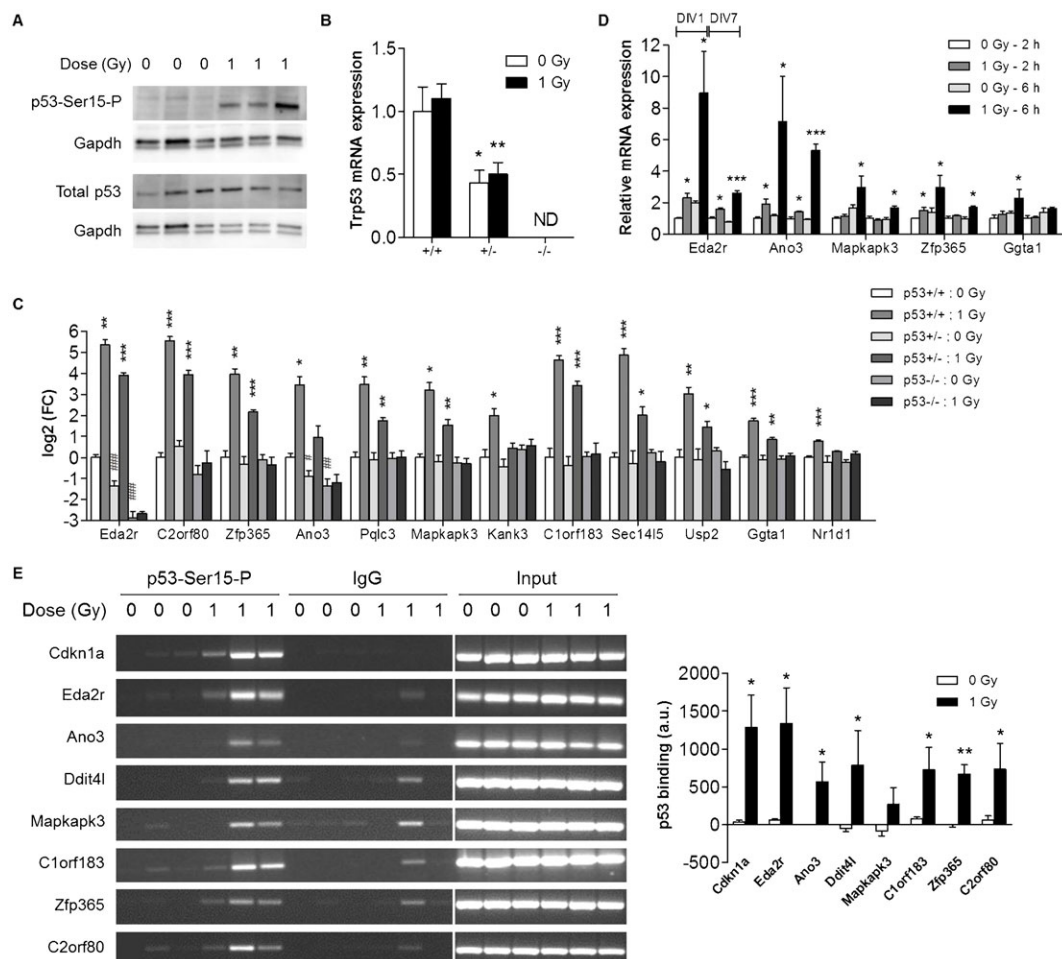 A
Dose (Gy) 0 0 0 1 1 1
p53-Ser15-P
Gapdh
Total p53
Gapdh
B
Trp53 mRNA expression
1.5
1.0
0.5
0.0
0 Gy
1 Gy
* **
ND
+/+ +/- -/-
D
DIV1 DIV7
Relative mRNA expression
12
10
8
6
4
2
0
0 Gy - 2 h
1 Gy - 2 h
0 Gy - 6 h
1 Gy - 6 h
* * * *** * * * *** * * * * * *
Eda2r Ano3 Mapkapk3 Zfp365 Ggta1
C
log2 (FC)
6
5
4
3
2
1
0
-1
-2
-3
p53+/+ : 0 Gy
p53+/+ : 1 Gy
p53+/- : 0 Gy
p53+/- : 1 Gy
p53-/- : 0 Gy
p53-/- : 1 Gy
** *** *** *** ** *** * ** ** * ** * *** *** *** * ** * *** ** ***
Eda2r C2orf80 Zfp365 Ano3 Pqlc3 Mapkapk3 Kank3 C1orf183 Sec14l5 Usp2 Ggta1 Nr1d1
E
p53-Ser15-P IgG Input
Dose (Gy) 0 0 0 1 1 1 0 0 0 1 1 1 0 0 0 1 1 1
Cdkn1a
Eda2r
Ano3
Ddit4l
Mapkapk3
C1orf183
Zfp365
C2orf80
p53 binding (a.u.)
2000
1500
1000
500
0
-500
0 Gy
1 Gy
* * * * * ** *
Cdkn1a Eda2r Ano3 Ddit4l Mapkapk3 C1orf183 Zfp365 C2orf80